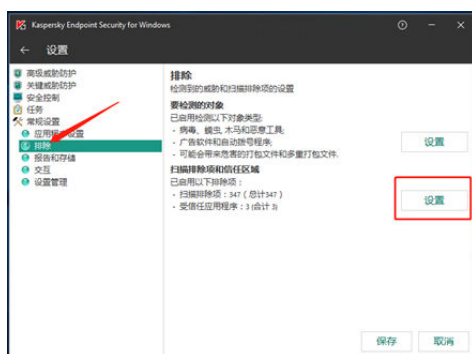 Kaspersky Endpoint Security for Windows
设置
高级威胁防护
关键威胁防护
安全控制
任务
常规设置
应用程序设置
排除
报告和存储
交互
设置管理
排除
检测到的威胁和扫描排除项的设置
要检测的对象
已启用检测以下对象类型:
· 病毒、蠕虫, 木马和恶意工具;
· 广告软件和自动拨号程序;
· 可能会带来危害的打包文件和多重打包文件.
设置
扫描排除项和信任区域
已启用以下排除项：
· 扫描排除项：347（总计347）
· 受信任应用程序：3 (合计 3)
设置
保存
取消